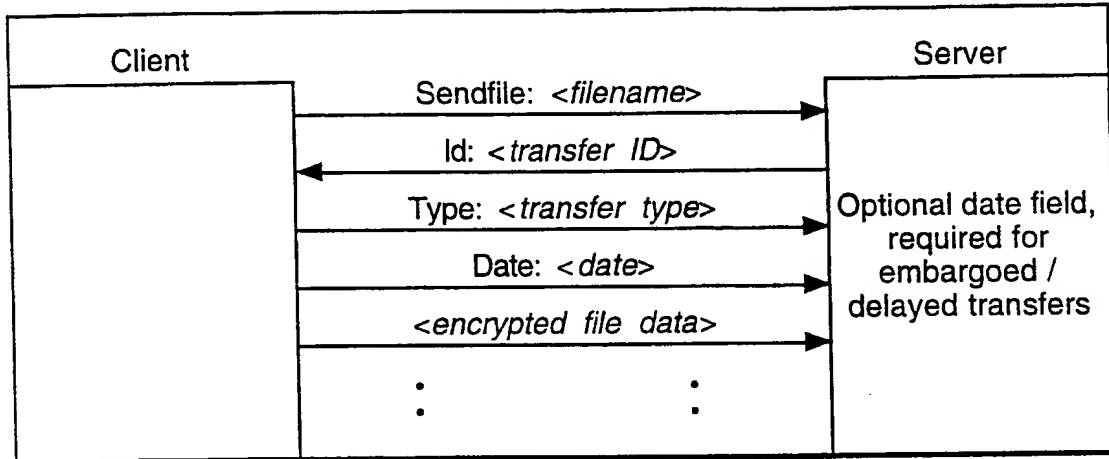 Client
Server
Sendfile: <filename>
Id: <transfer ID>
Type: <transfer type>
Date: <date>
<encrypted file data>
Optional date field,
required for
embargoed /
delayed transfers